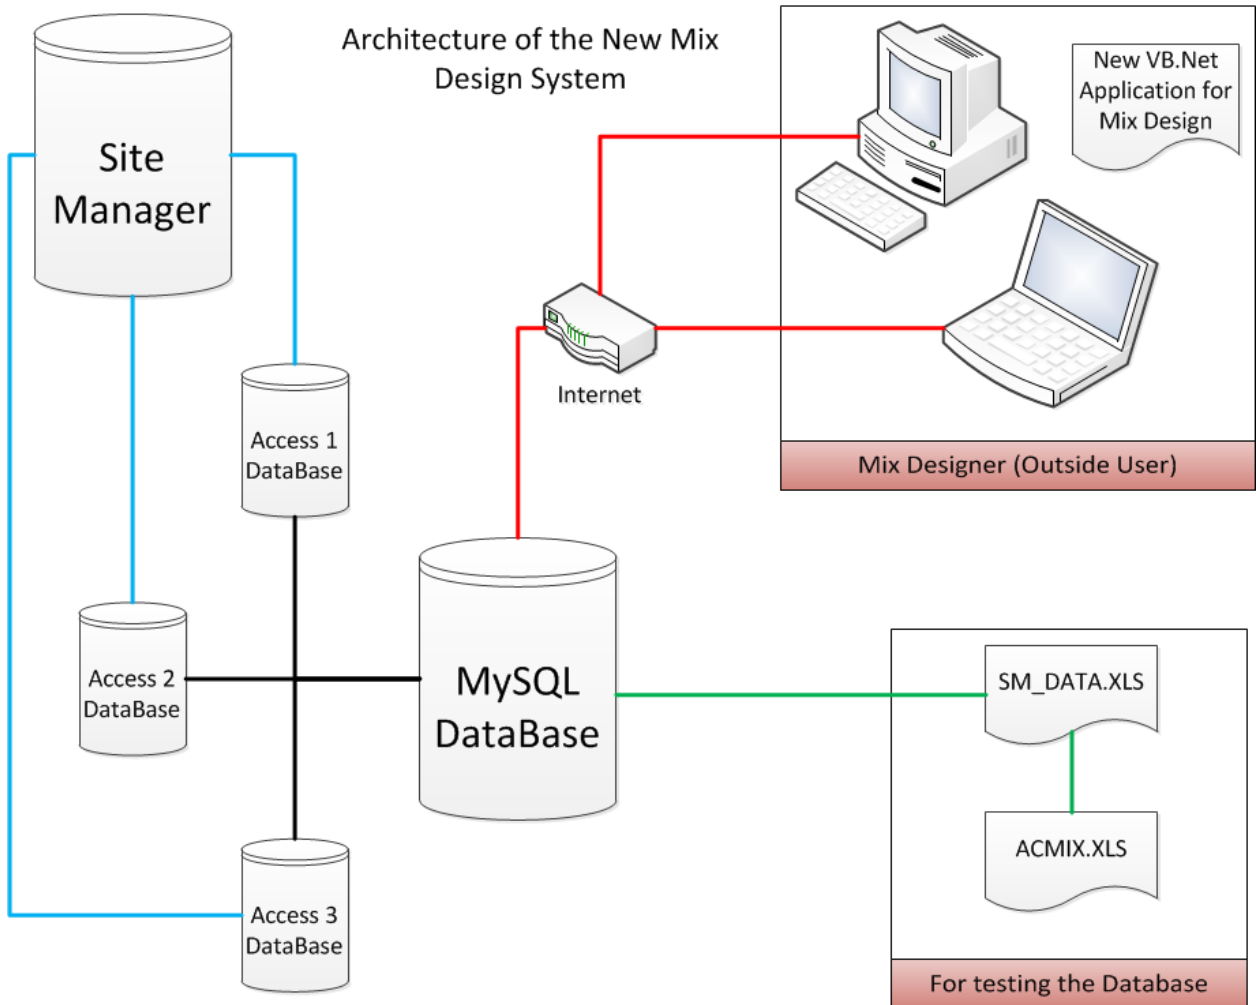 Architecture of the New Mix
Design System
Site
Manager
New VB.Net
Application for
Mix Design
Internet
Mix Designer (Outside User)
Access 1
DataBase
Access 2
DataBase
MySQL
DataBase
SM_DATA.XLS
ACMIX.XLS
Access 3
DataBase
For testing the Database